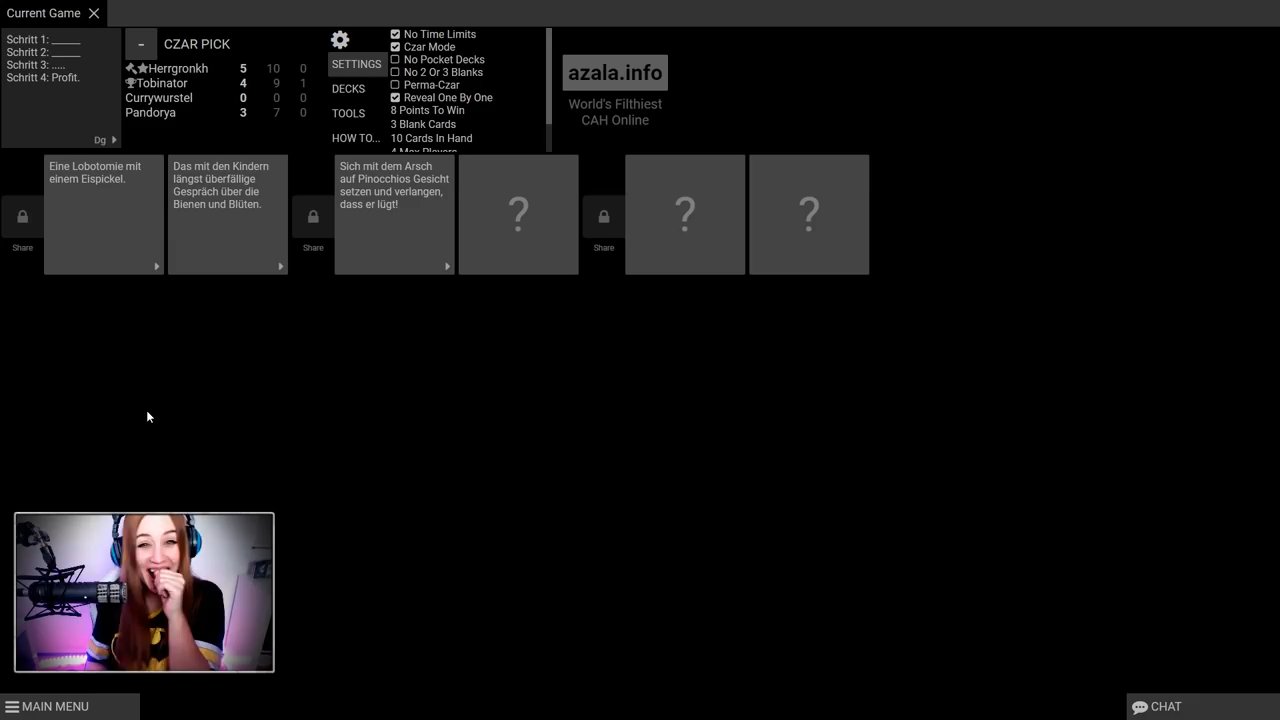 Current Game
Schritt 1: ______
Schritt 2: ______
Schritt 3: .....
Schritt 4: Profit.
Dg
-
CZAR PICK
Herrgronkh 5 10 0
Tobinator 4 9 1
Currywurstel 0 0 0
Pandorya 3 7 0
SETTINGS
DECKS
TOOLS
HOW TO...
No Time Limits
Czar Mode
No Pocket Decks
No 2 Or 3 Blanks
Perma-Czar
Reveal One By One
8 Points To Win
3 Blank Cards
10 Cards In Hand
4 Max Players
azala.info
World's Filthiest
CAH Online
Share
Eine Lobotomie mit
einem Eispickel.
Das mit den Kindern
längst überfällige
Gespräch über die
Bienen und Blüten.
Share
Sich mit dem Arsch
auf Pinocchios Gesicht
setzen und verlangen,
dass er lügt!
?
Share
?
?
MAIN MENU
CHAT